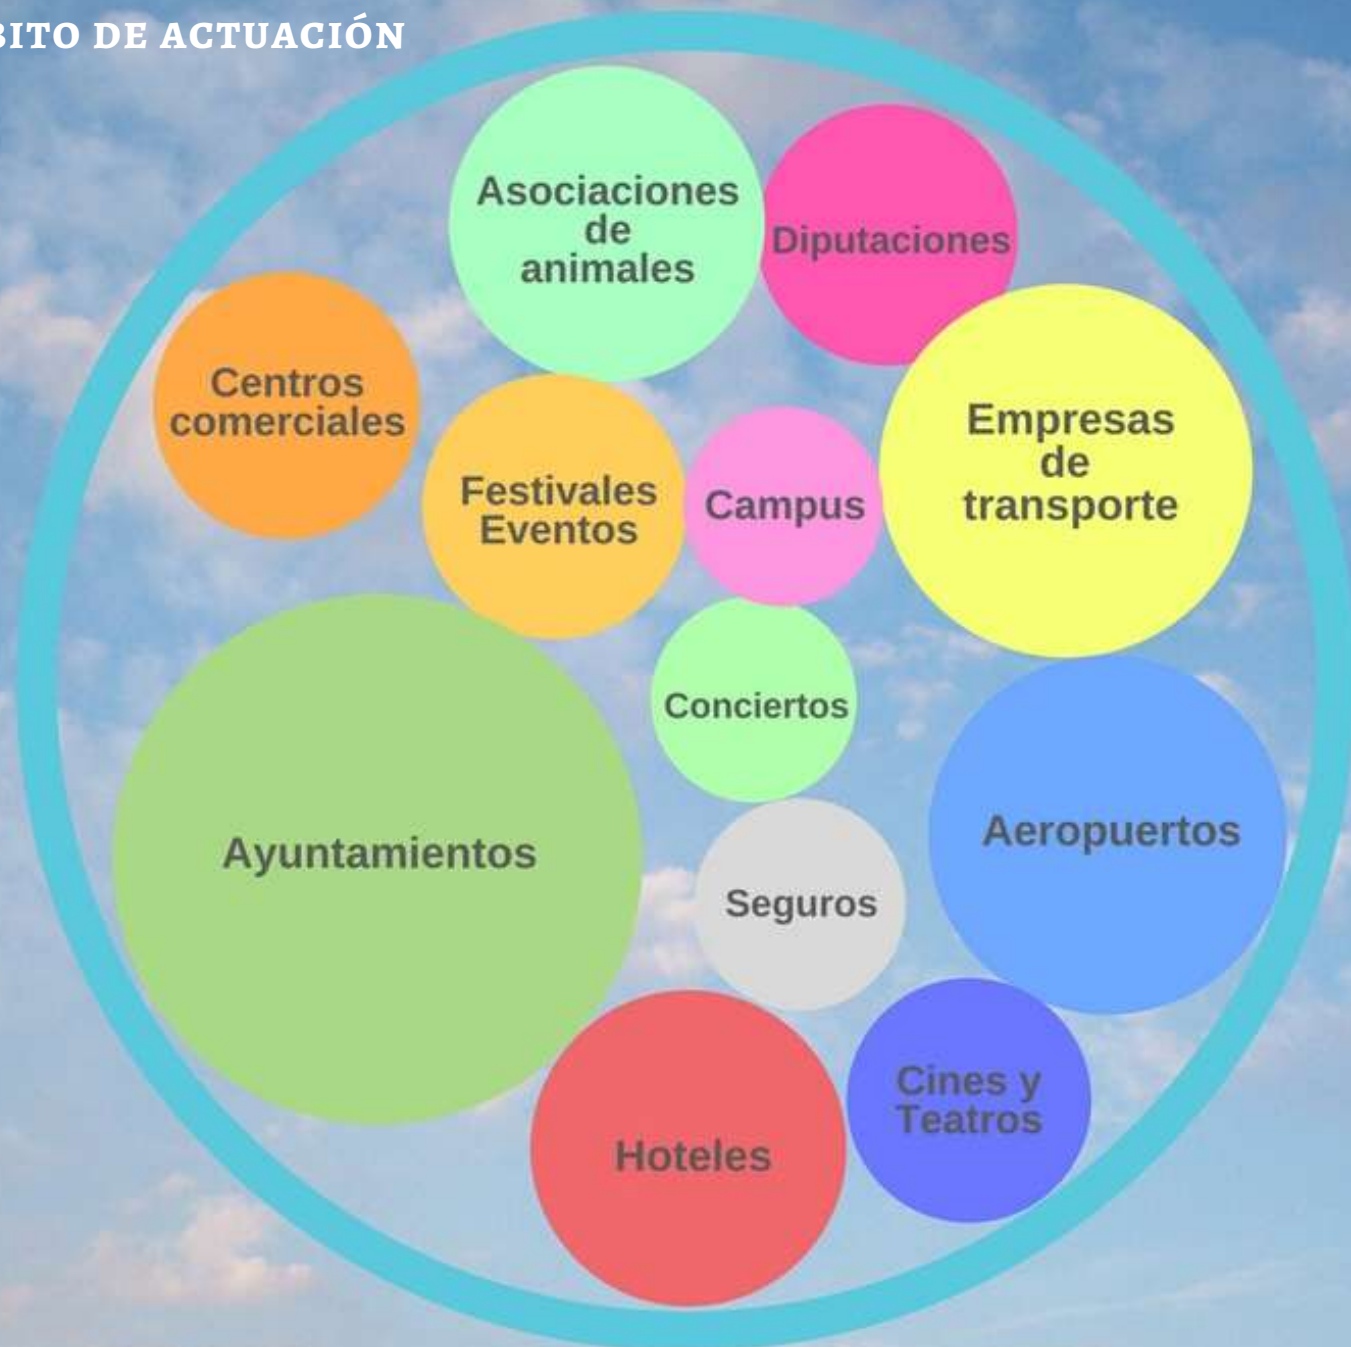 BITO DE ACTUACIÓN
Asociaciones
de
animales
Diputaciones
Centros
comerciales
Empresas
de
transporte
Festivales
Eventos
Campus
Conciertos
Ayuntamientos
Aeropuertos
Seguros
Cines y
Teatros
Hoteles